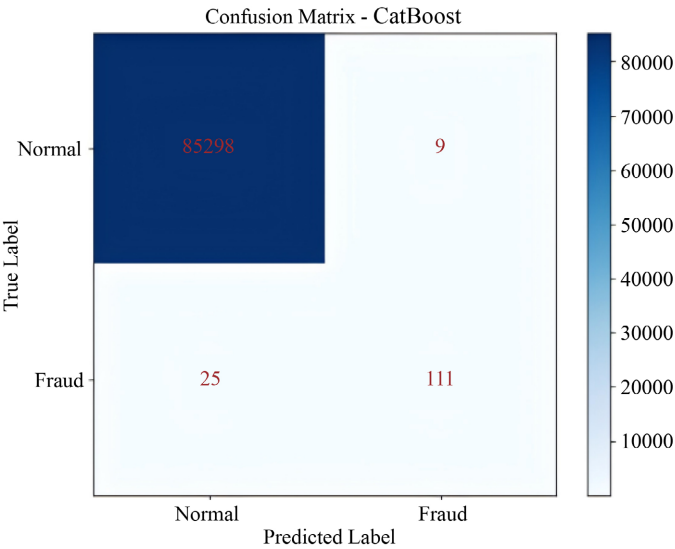 Confusion Matrix - CatBoost
True Label
Normal
85298
9
Fraud
25
111
Normal
Fraud
Predicted Label
80000
70000
60000
50000
40000
30000
20000
10000